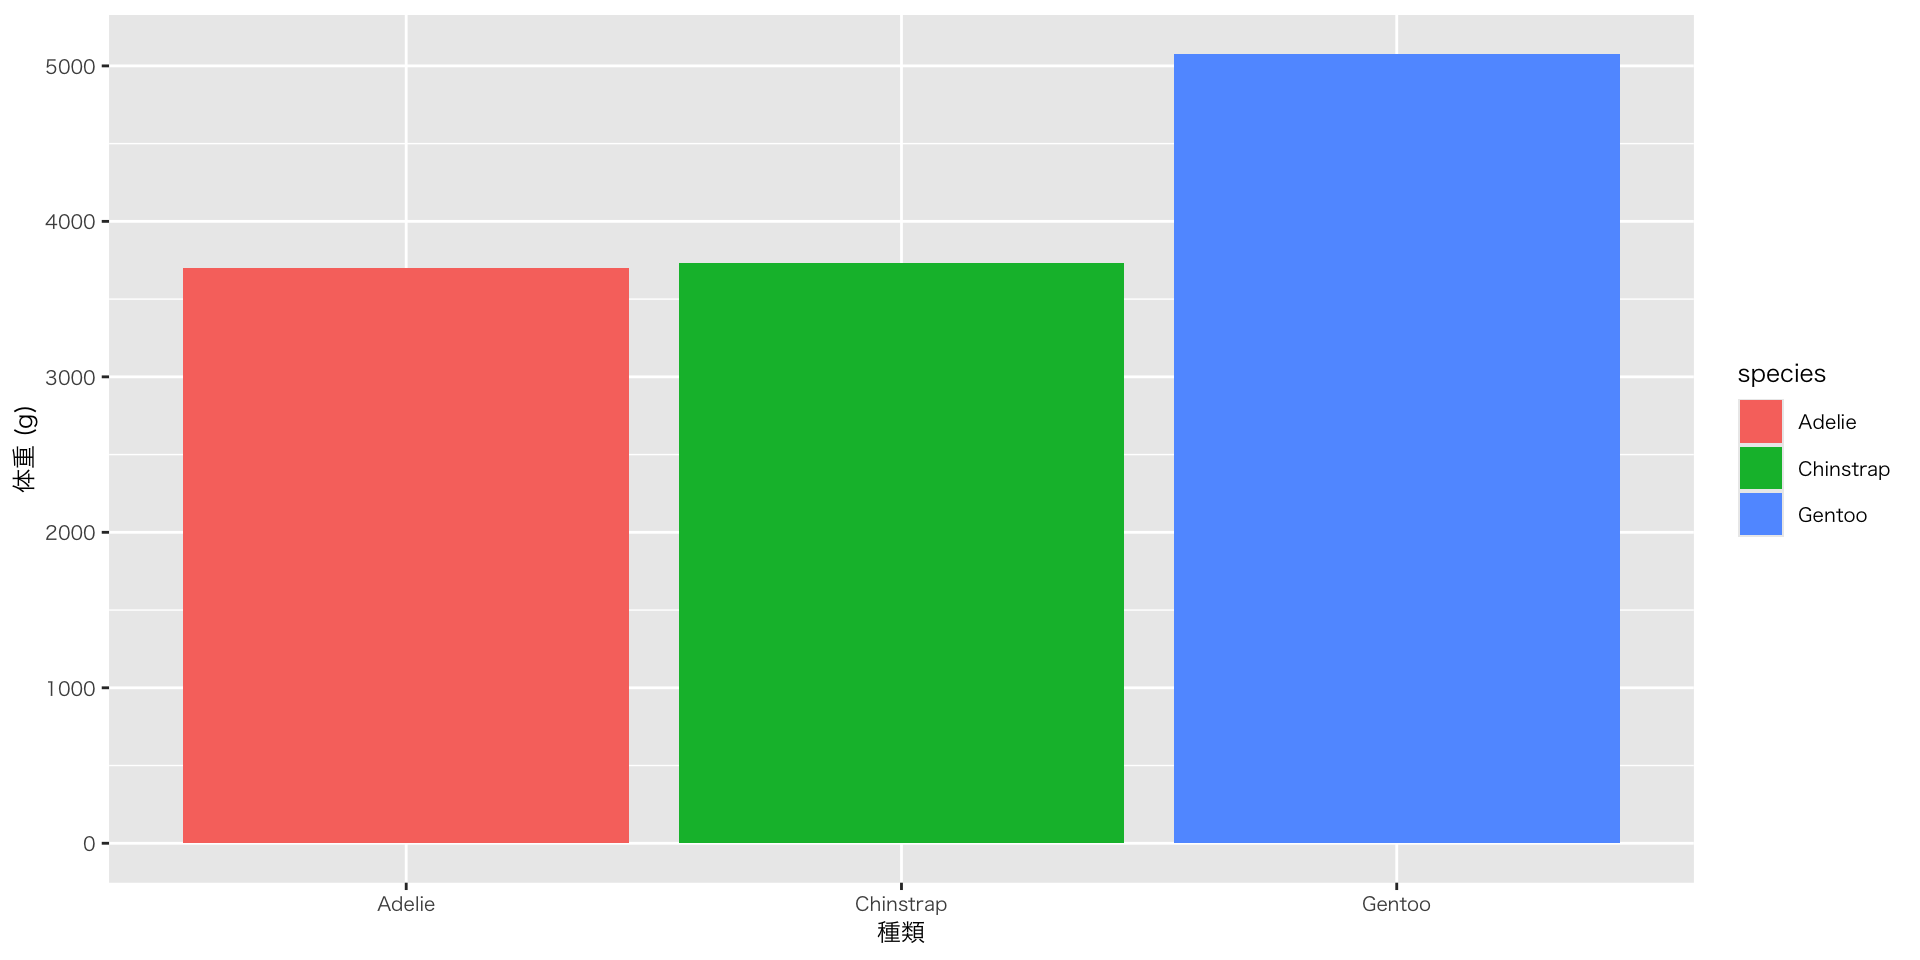 5000
4000
3000
2000
1000
0
体重 (g)
Adelie
Chinstrap
Gentoo
種類
species
Adelie
Chinstrap
Gentoo